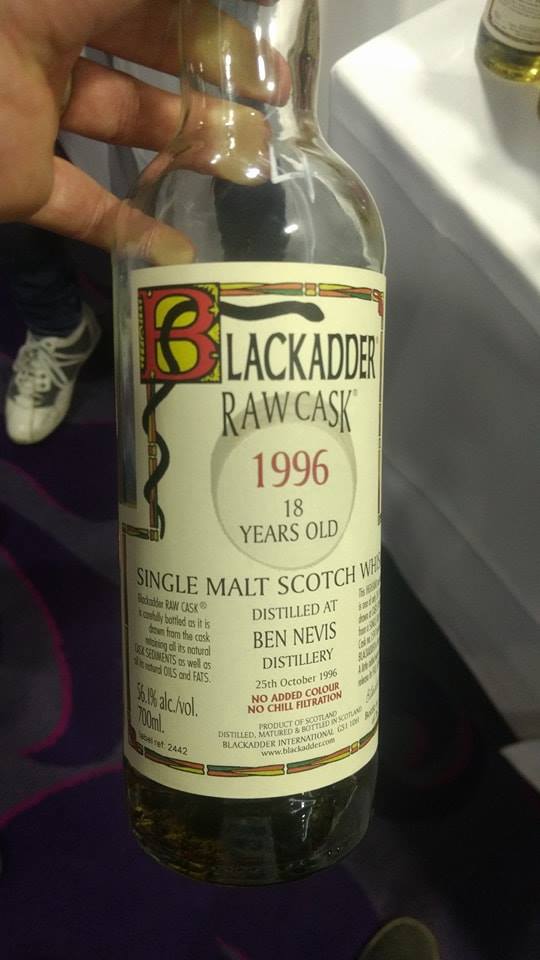 BLACKADDER
RAW CASK®
1996
18
YEARS OLD
SINGLE MALT SCOTCH
Blackadder RAW CASK ®
is carefully bottled as it is
drawn from the cask
retaining all its natural
CASK SEDIMENTS as well as
all its natural OILS and FATS.
56.1% alc./vol.
700ml.
label ref: 2442
DISTILLED AT
BEN NEVIS
DISTILLERY
25th October 1996
NO ADDED COLOUR
NO CHILL FILTRATION
PRODUCT OF SCOTLAND
DISTILLED, MATURED & BOTTLED IN SCOTLAND
BLACKADDER INTERNATIONAL
www.blackadder.com